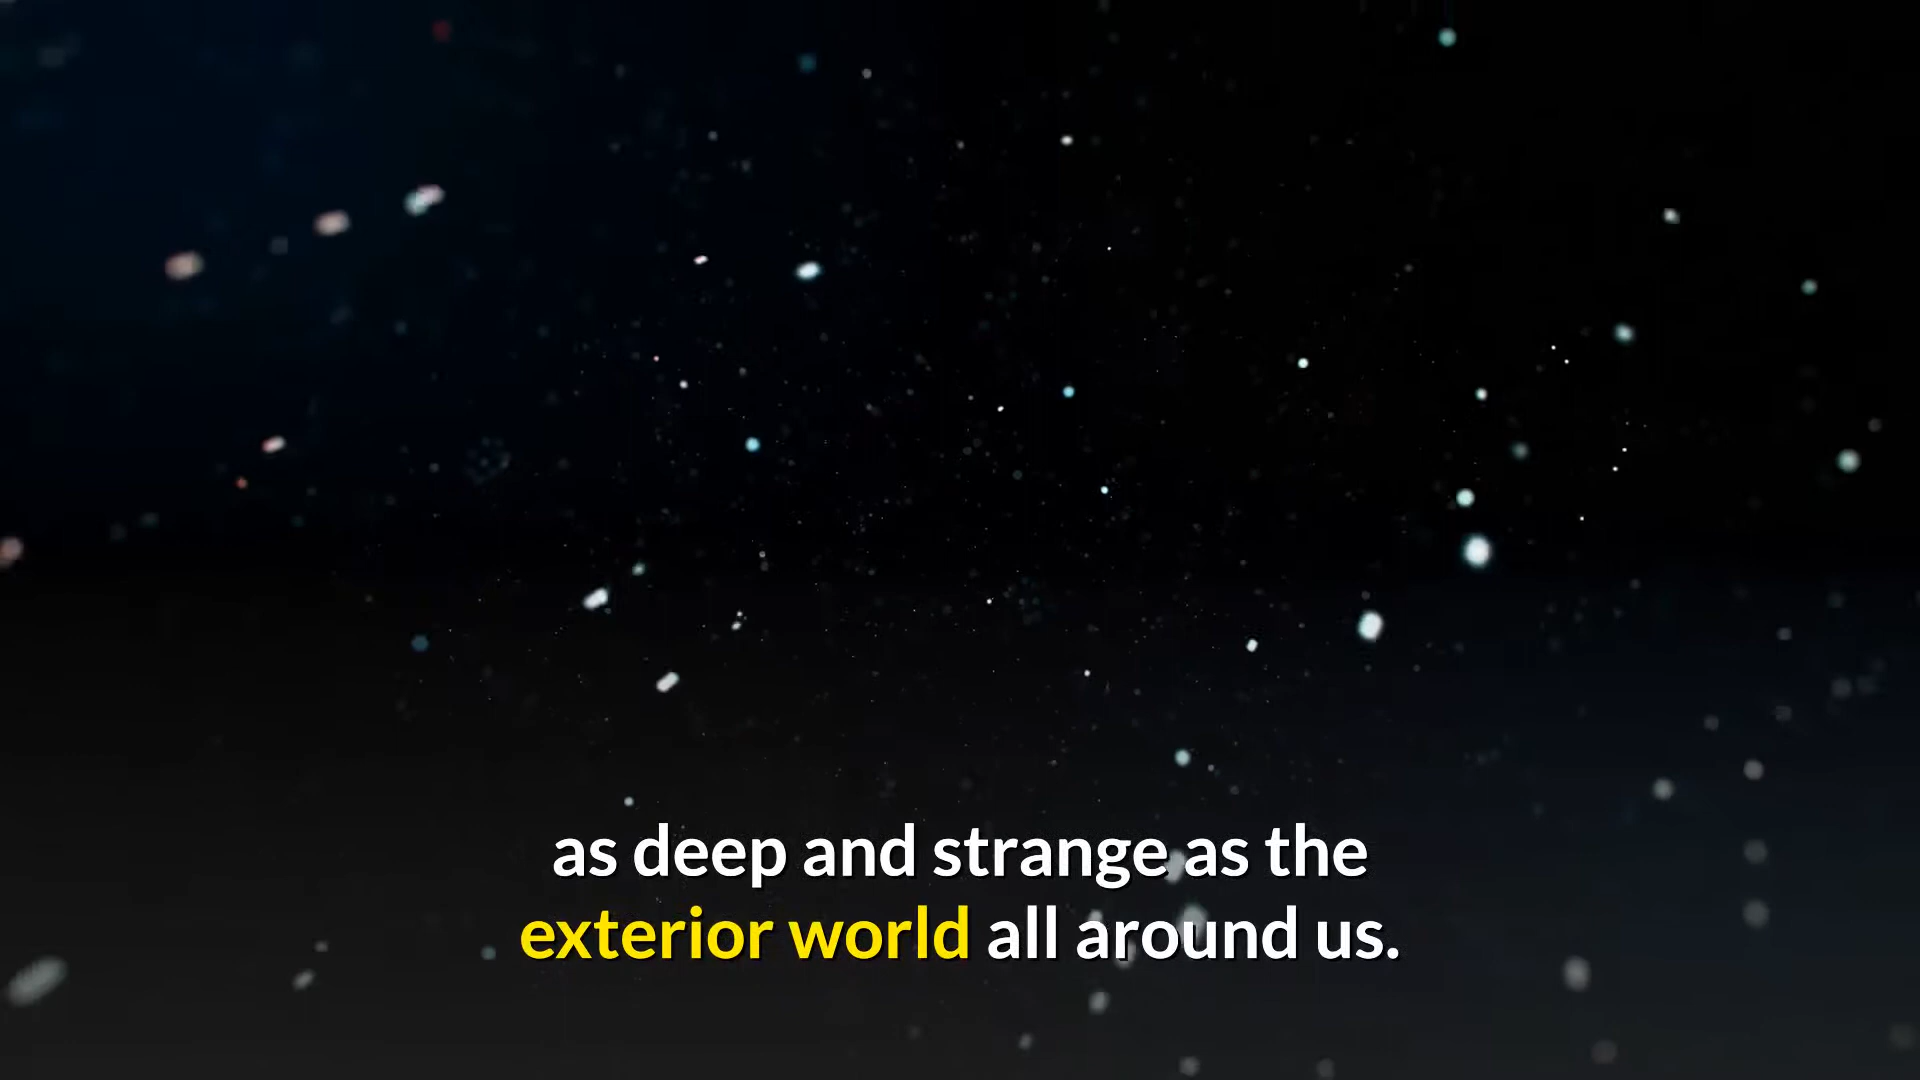 as deep and strange as the
exterior world all around us.